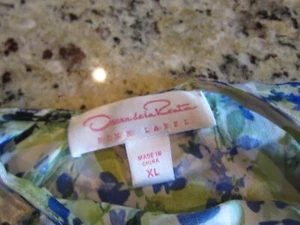 Oscar de la Renta
PINK LABEL
MADE IN
CHINA
XL